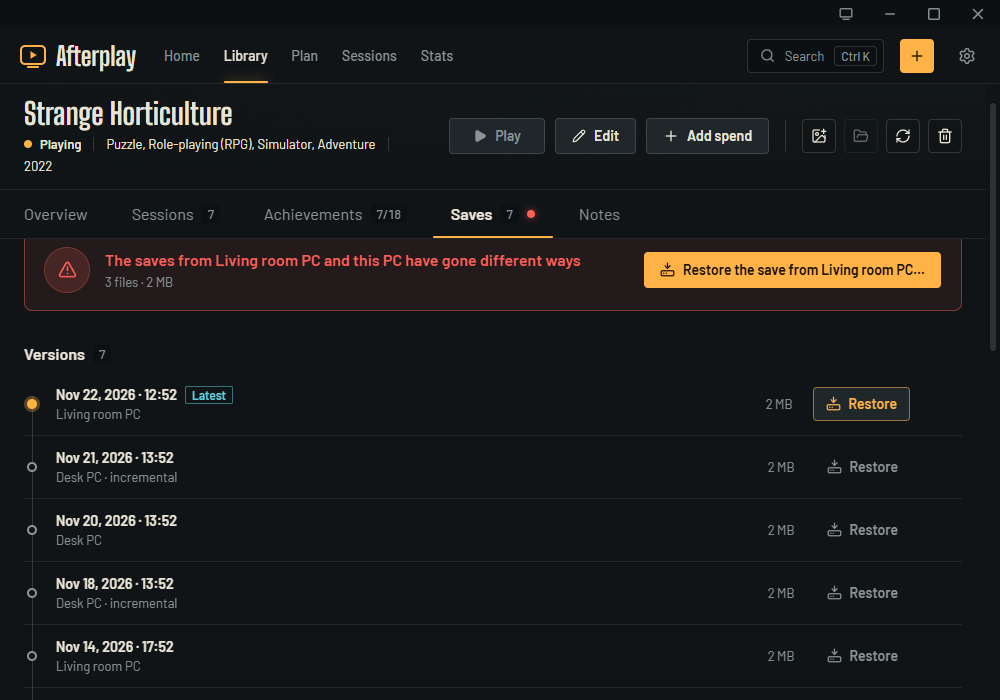 Afterplay
Home Library Plan Sessions Stats
Search Ctrl K
Strange Horticulture
Playing Puzzle, Role-playing (RPG), Simulator, Adventure
2022
Play Edit Add spend
Overview Sessions 7 Achievements 7/18 Saves 7 Notes
The saves from Living room PC and this PC have gone different ways
3 files · 2 MB
Restore the save from Living room PC...
Versions 7
Nov 22, 2026 · 12:52 Latest
Living room PC
2 MB Restore
Nov 21, 2026 · 13:52
Desk PC · incremental
2 MB Restore
Nov 20, 2026 · 13:52
Desk PC
2 MB Restore
Nov 18, 2026 · 13:52
Desk PC · incremental
2 MB Restore
Nov 14, 2026 · 17:52
Living room PC
2 MB Restore